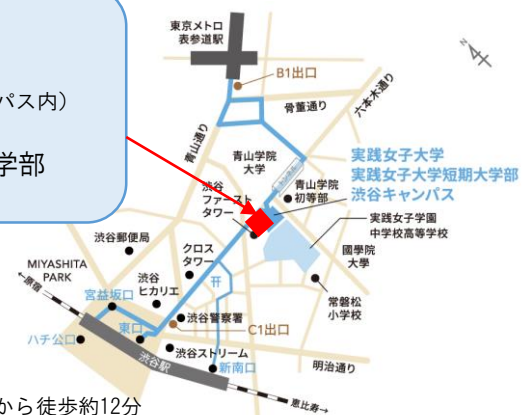 パス内）
学部
東京メトロ
表参道駅
B1出口
骨董通り
六本木通り
青山通り
青山学院
大学
実践女子大学
実践女子大学短期大学部
渋谷キャンパス
青山学院
初等部
渋谷
ファースト
タワー
実践女子学園
中学校高等学校
國學院
大學
渋谷郵便局
クロス
タワー
MIYASHITA
PARK
渋谷
ヒカリエ
常磐松
小学校
←原宿
宮益坂口
渋谷警察署
C1出口
ハチ公口
東口
渋谷ストリーム
明治通り
渋谷駅
新南口
恵比寿→
から徒歩約12分
N